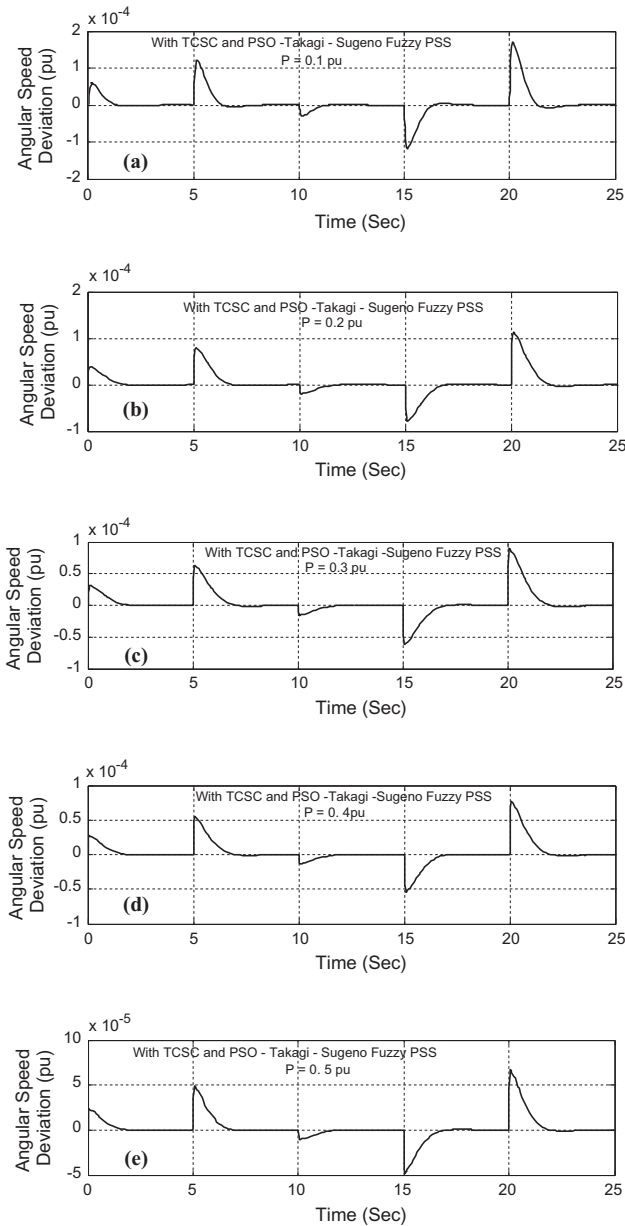 x 10-4
2
With TCSC and PSO -Takagi - Sugeno Fuzzy PSS
P = 0.1 pu
1
0
-1
-2
Angular Speed
Deviation (pu)
(a)
0 5 10 15 20 25
Time (Sec)
x 10-4
2
With TCSC and PSO -Takagi - Sugeno Fuzzy PSS
P = 0.2 pu
1
0
-1
Angular Speed
Deviation (pu)
(b)
0 5 10 15 20 25
Time (Sec)
x 10-4
1
With TCSC and PSO -Takagi -Sugeno Fuzzy PSS
P = 0.3 pu
0.5
0
-0.5
-1
Angular Speed
Deviation (pu)
(c)
0 5 10 15 20 25
Time (Sec)
x 10-4
1
With TCSC and PSO -Takagi -Sugeno Fuzzy PSS
P = 0. 4pu
0.5
0
-0.5
-1
Angular Speed
Deviation (pu)
(d)
0 5 10 15 20 25
Time (Sec)
x 10-5
10
With TCSC and PSO - Takagi - Sugeno Fuzzy PSS
P = 0. 5 pu
5
0
-5
Angular Speed
Deviation (pu)
(e)
0 5 10 15 20 25
Time (Sec)